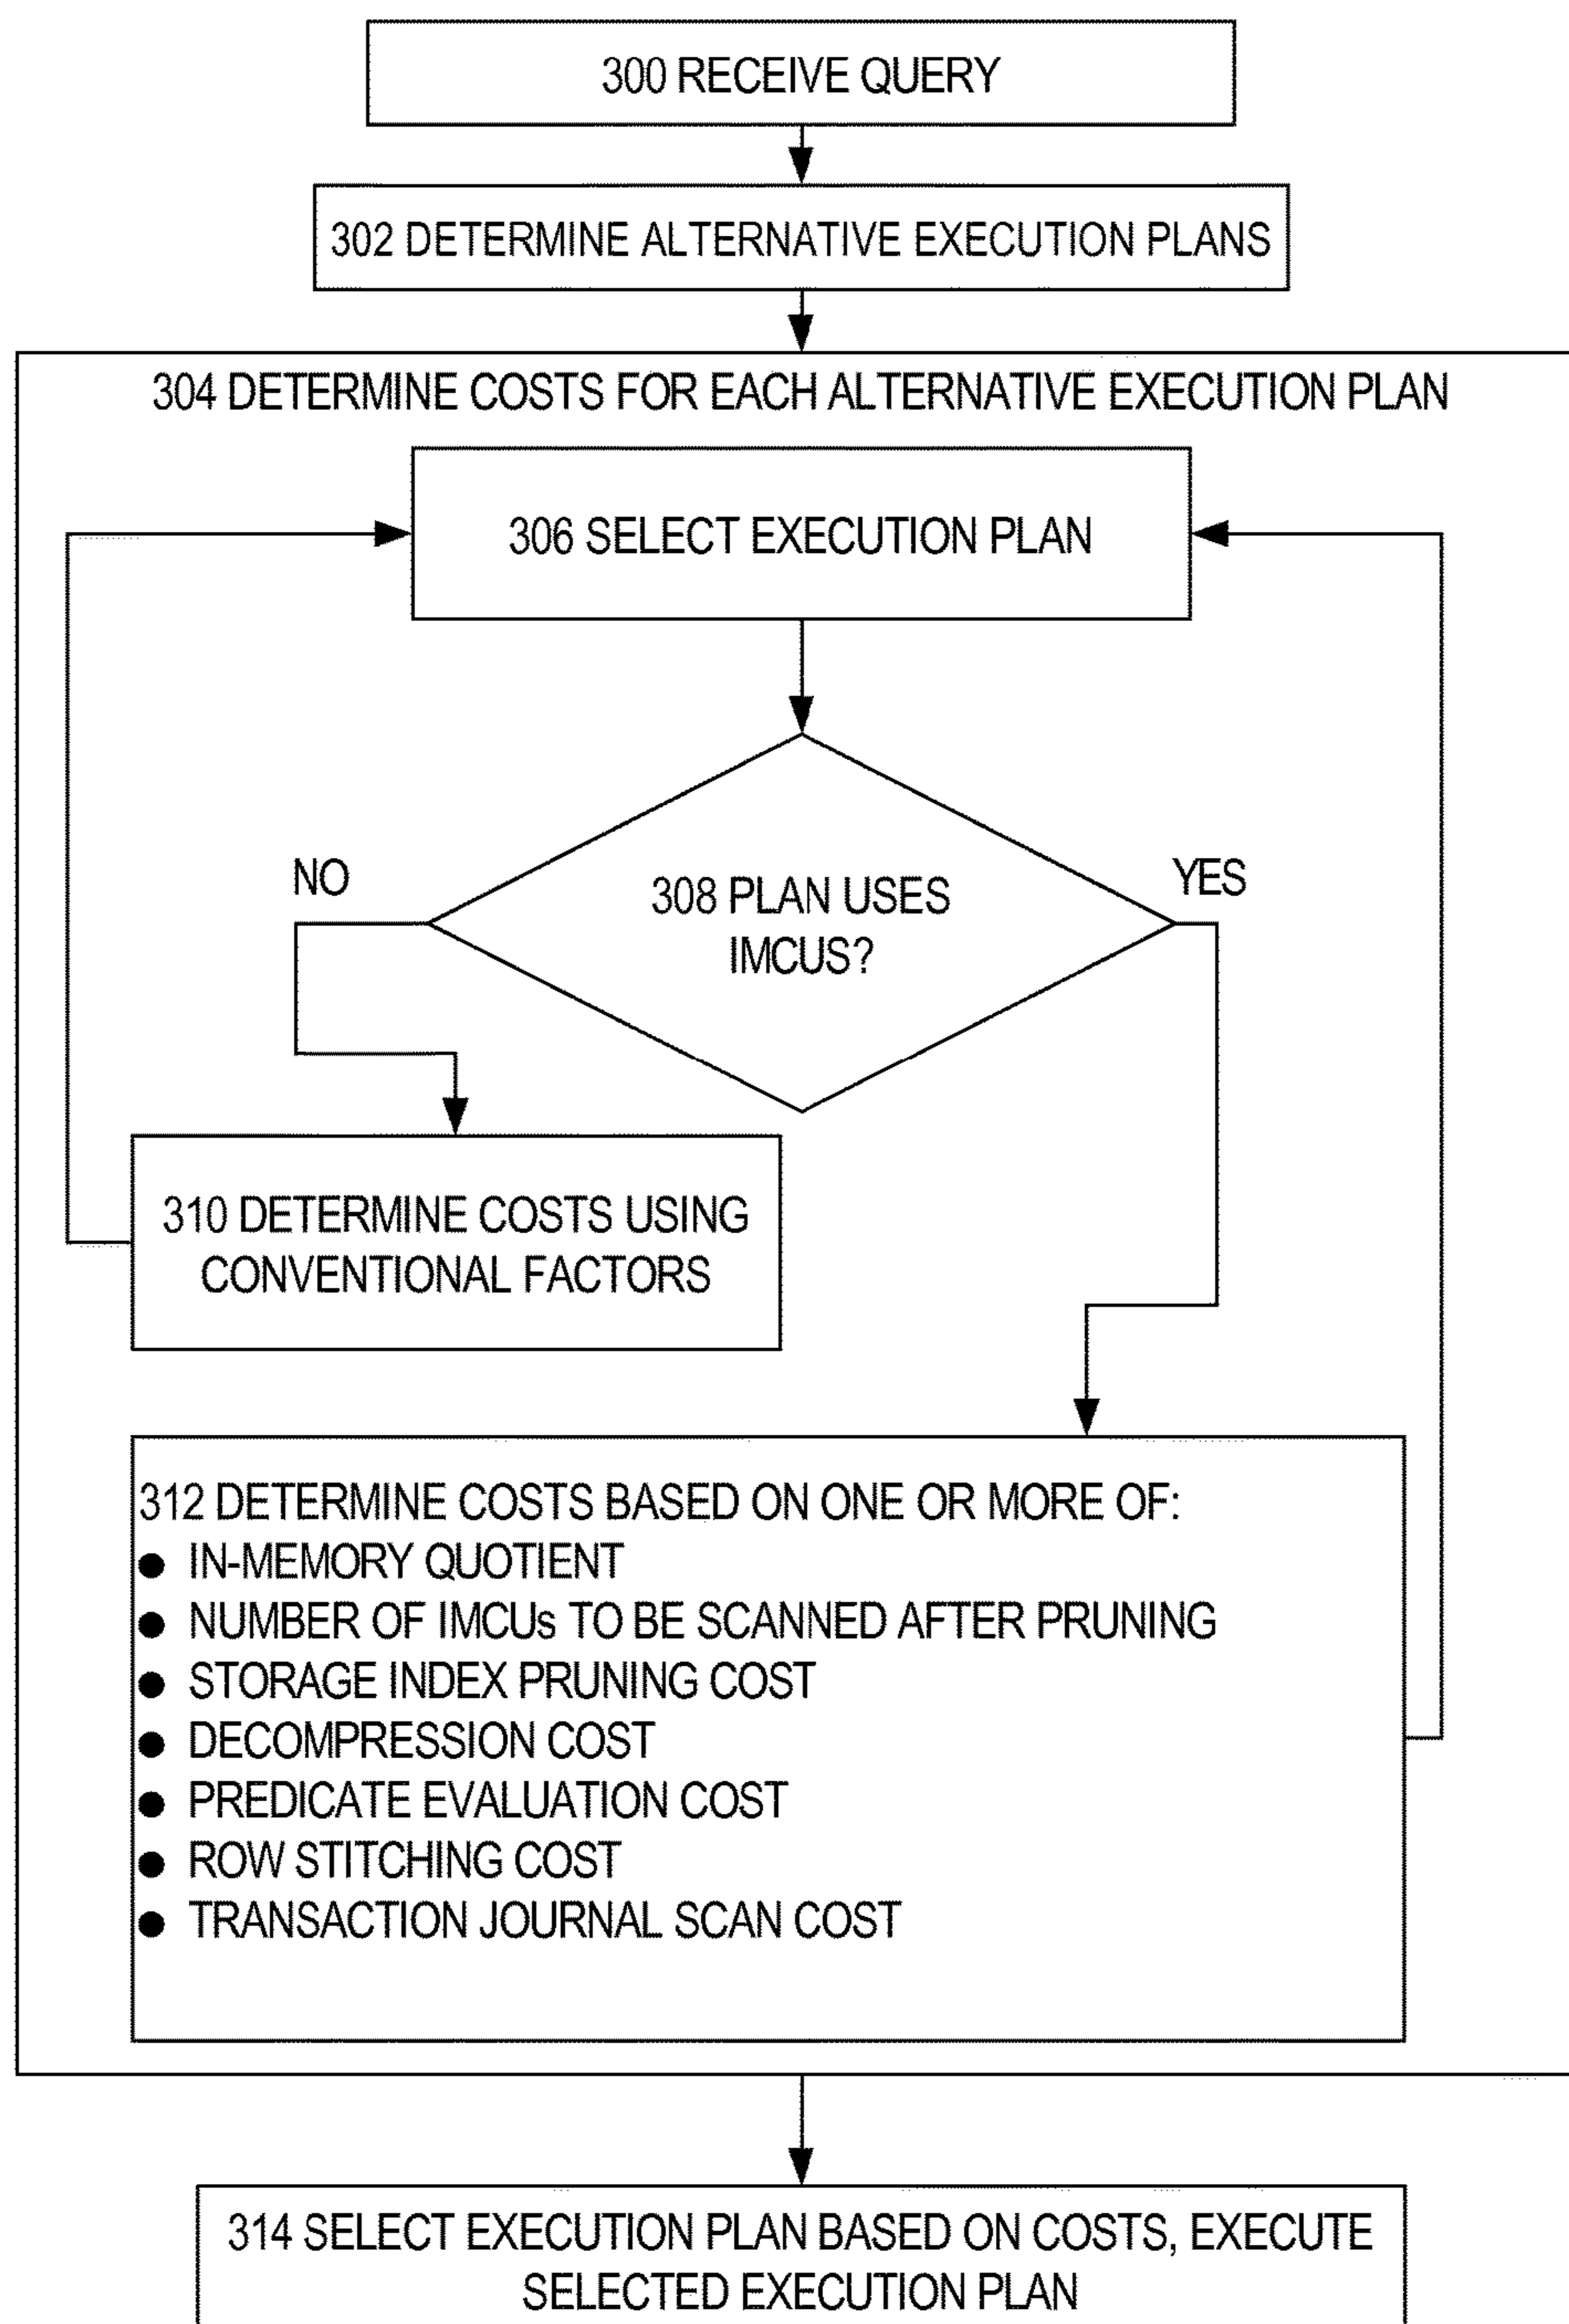 300 RECEIVE QUERY
302 DETERMINE ALTERNATIVE EXECUTION PLANS
304 DETERMINE COSTS FOR EACH ALTERNATIVE EXECUTION PLAN
306 SELECT EXECUTION PLAN
NO
308 PLAN USES
IMCUS?
YES
310 DETERMINE COSTS USING
CONVENTIONAL FACTORS
312 DETERMINE COSTS BASED ON ONE OR MORE OF:
● IN-MEMORY QUOTIENT
● NUMBER OF IMCUs TO BE SCANNED AFTER PRUNING
● STORAGE INDEX PRUNING COST
● DECOMPRESSION COST
● PREDICATE EVALUATION COST
● ROW STITCHING COST
● TRANSACTION JOURNAL SCAN COST
314 SELECT EXECUTION PLAN BASED ON COSTS, EXECUTE
SELECTED EXECUTION PLAN